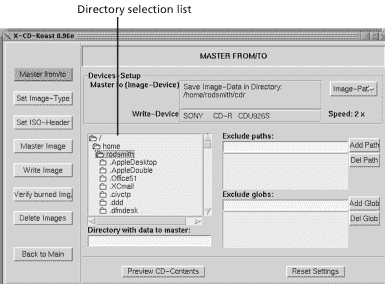 Directory selection list
X-CD-Roast 0.96e
MASTER FROM/TO
Master from/to
Set Image-Type
Set ISO-Header
Master Image
Write Image
Verify burned Img.
Delete Images
Back to Main
Devices-Setup
Master to (Image-Device)
Save Image-Data in Directory:
/home/rodsmith/cdr
Image-Path
Write-Device
SONY CD-R CDU926S
Speed: 2 x
/
home
rodsmith
.AppleDesktop
.AppleDouble
.Office51
.XCmail
.civctp
.ddd
.dfmdesk
Directory with data to master:
Exclude paths:
Add Path
Del Path
Exclude globs:
Add Glob
Del Glob
Preview CD-Contents
Reset Settings